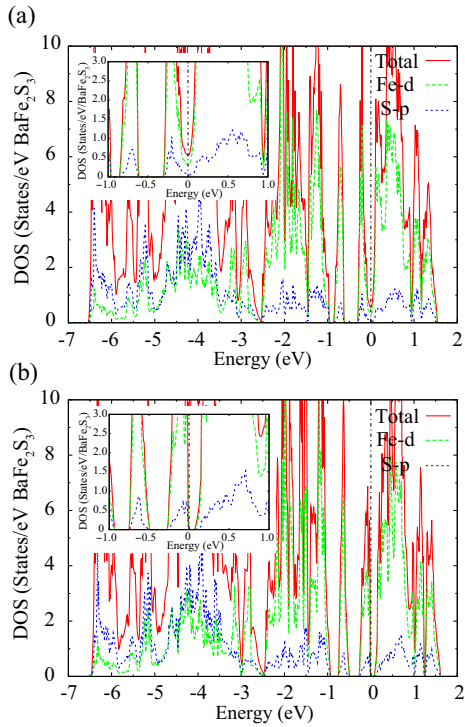 (a)
10
8
6
4
2
0
DOS (States/eV BaFe₂S₃)
-7 -6 -5 -4 -3 -2 -1 0 1 2
Energy (eV)
Total
Fe-d
S-p
3.0
2.5
2.0
1.5
1.0
0.5
0
DOS (States/eV/BaFe₂S₃)
-1.0 -0.5 0 0.5 1.0
Energy (eV)
(b)
10
8
6
4
2
0
DOS (States/eV BaFe₂S₃)
-7 -6 -5 -4 -3 -2 -1 0 1 2
Energy (eV)
Total
Fe-d
S-p
3.0
2.5
2.0
1.5
1.0
0.5
0
DOS (States/eV/BaFe₂S₃)
-1.0 -0.5 0 0.5 1.0
Energy (eV)